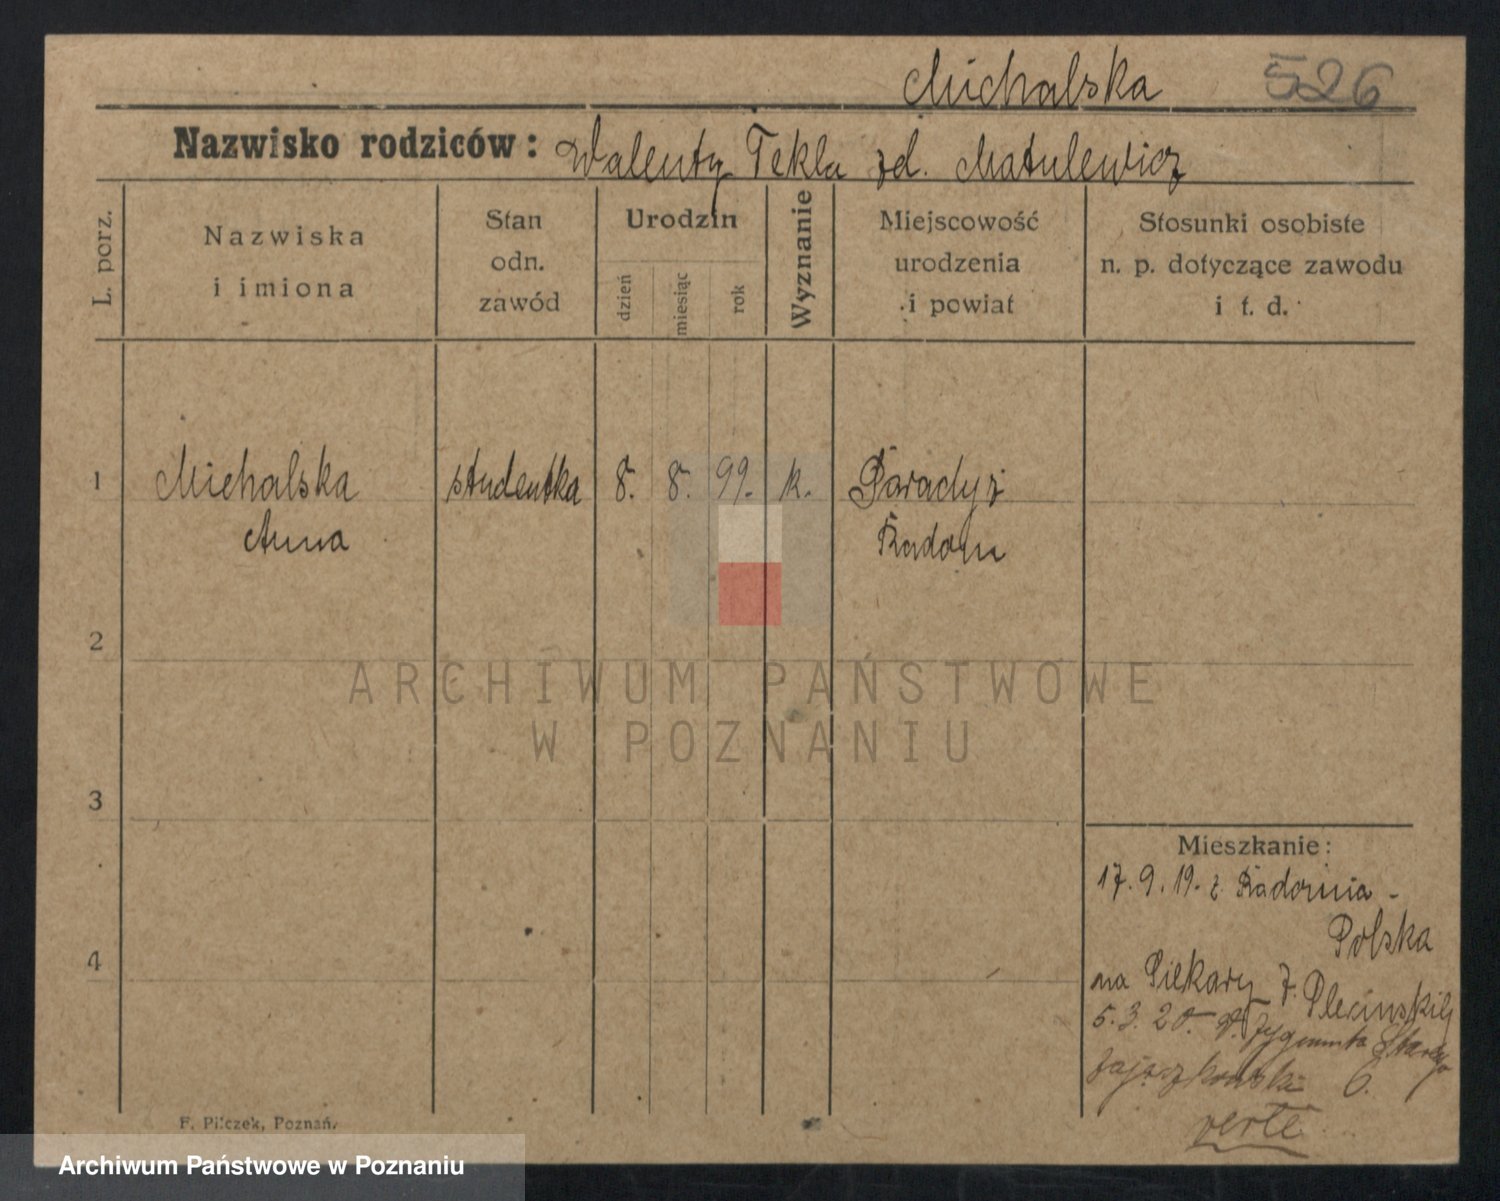 Michalska 526
Nazwisko rodziców: Walenty Tekla zd. Matulewicz
L. porz.
Nazwiska
i imiona
Stan
odn.
zawód
Urodzin
dzień
miesiąc
rok
Wyznanie
Miejscowość
urodzenia
i powiat
Stosunki osobiste
n. p. dotyczące zawodu
i t. d.
1 Michalska studentka 8. 8. 99. k. Paradyż
Anna Radom
2
3
4
Mieszkanie:
17. 9. 19. z Radomia -
Polska
na Piekary 7.
5. 3. 20. Zygmunta Starego
6.
verte
F. Pilczek, Poznań.
ARCHIWUM PAŃSTWOWE
W POZNANIU
Archiwum Państwowe w Poznaniu